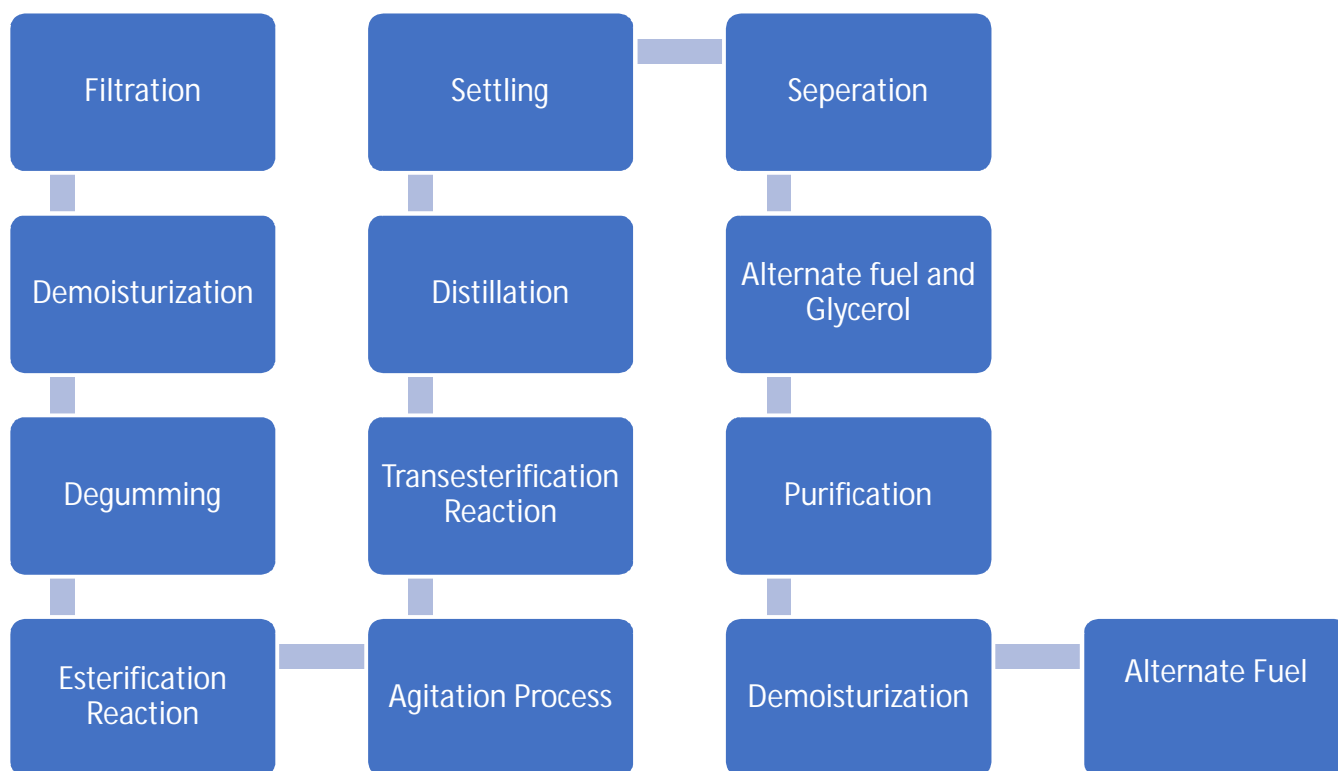 Filtration
Demoisturization
Degumming
Esterification
Reaction
Agitation Process
Transesterification
Reaction
Distillation
Settling
Seperation
Alternate fuel and
Glycerol
Purification
Demoisturization
Alternate Fuel